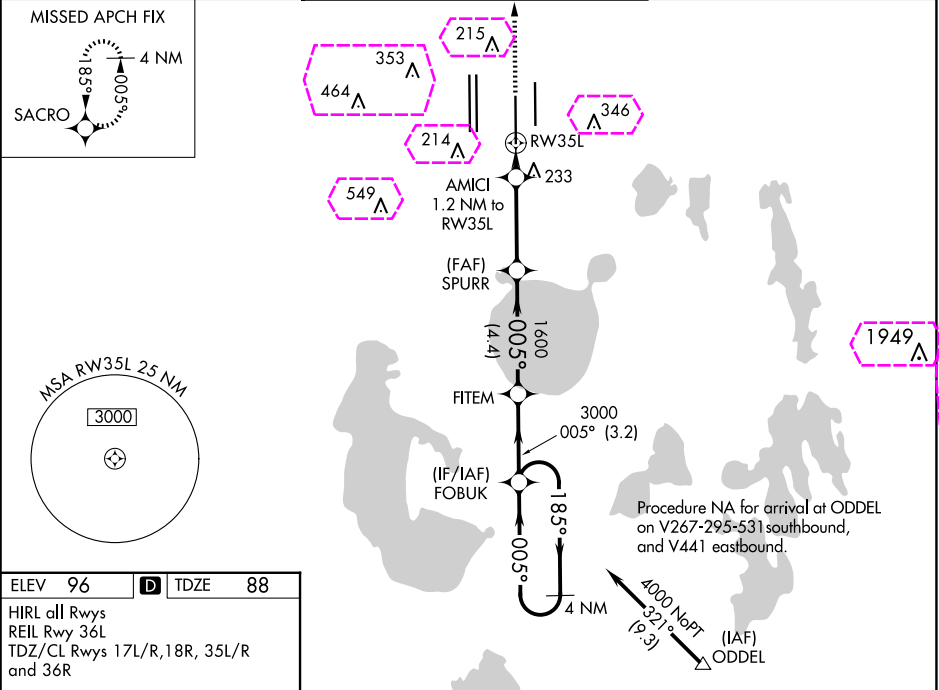 MISSED APCH FIX
4 NM
185°
005°
SACRO
215
353
464
346
214
RW35L
233
549
AMICI
1.2 NM to
RW35L
(FAF)
SPURR
1600
005°
(4.4)
1949
MSA RW35L 25 NM
3000
FITEM
3000
005° (3.2)
(IF/IAF)
FOBUK
185°
005°
4 NM
Procedure NA for arrival at ODDEL
on V267-295-531southbound,
and V441 eastbound.
4000 NoPT
321°
(9.3)
(IAF)
ODDEL
ELEV 96 D TDZE 88
HIRL all Rwys
REIL Rwy 36L
TDZ/CL Rwys 17L/R,18R, 35L/R
and 36R